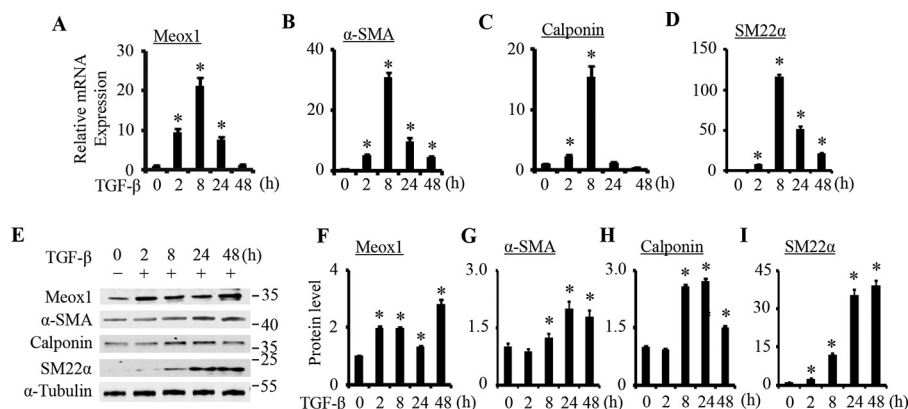 A
Meox1
Relative mRNA
Expression
30
20
10
0
*
*
*
TGF-β 0 2 8 24 48 (h)
B
α-SMA
40
20
0
*
*
*
*
0 2 8 24 48 (h)
C
Calponin
20
15
10
5
0
*
*
0 2 8 24 48 (h)
D
SM22α
150
100
50
0
*
*
*
*
0 2 8 24 48 (h)
E
TGF-β 0 2 8 24 48 (h)
− + + + +
Meox1 −35
α-SMA −40
Calponin −35
−25
SM22α
α-Tubulin −55
F
Meox1
Protein level
4
2
0
*
*
*
*
TGF-β 0 2 8 24 48 (h)
G
α-SMA
3.0
1.5
0
*
*
*
0 2 8 24 48 (h)
H
Calponin
3.0
1.5
0
*
*
*
0 2 8 24 48 (h)
I
SM22α
45
30
15
0
*
*
*
*
0 2 8 24 48 (h)